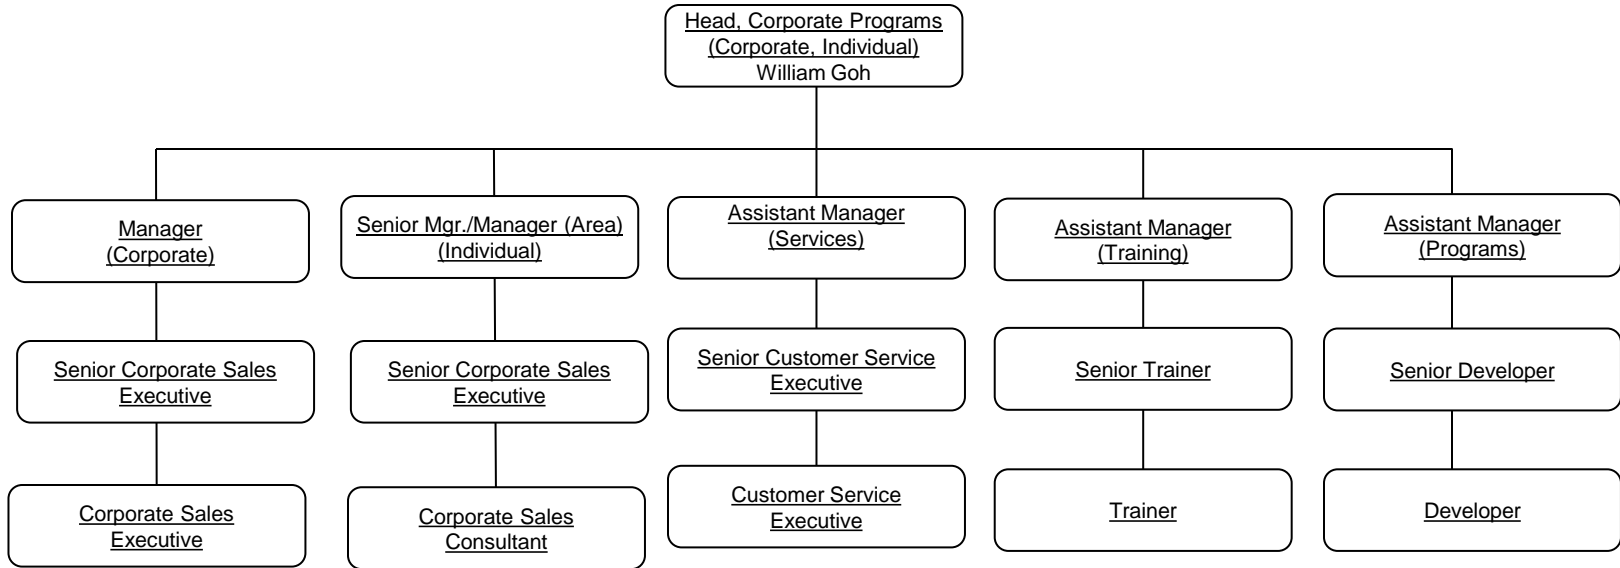 Head, Corporate Programs
(Corporate, Individual)
William Goh
Manager
(Corporate)
Senior Mgr./Manager (Area)
(Individual)
Assistant Manager
(Services)
Assistant Manager
(Training)
Assistant Manager
(Programs)
Senior Corporate Sales
Executive
Senior Corporate Sales
Executive
Senior Customer Service
Executive
Senior Trainer
Senior Developer
Corporate Sales
Executive
Corporate Sales
Consultant
Customer Service
Executive
Trainer
Developer